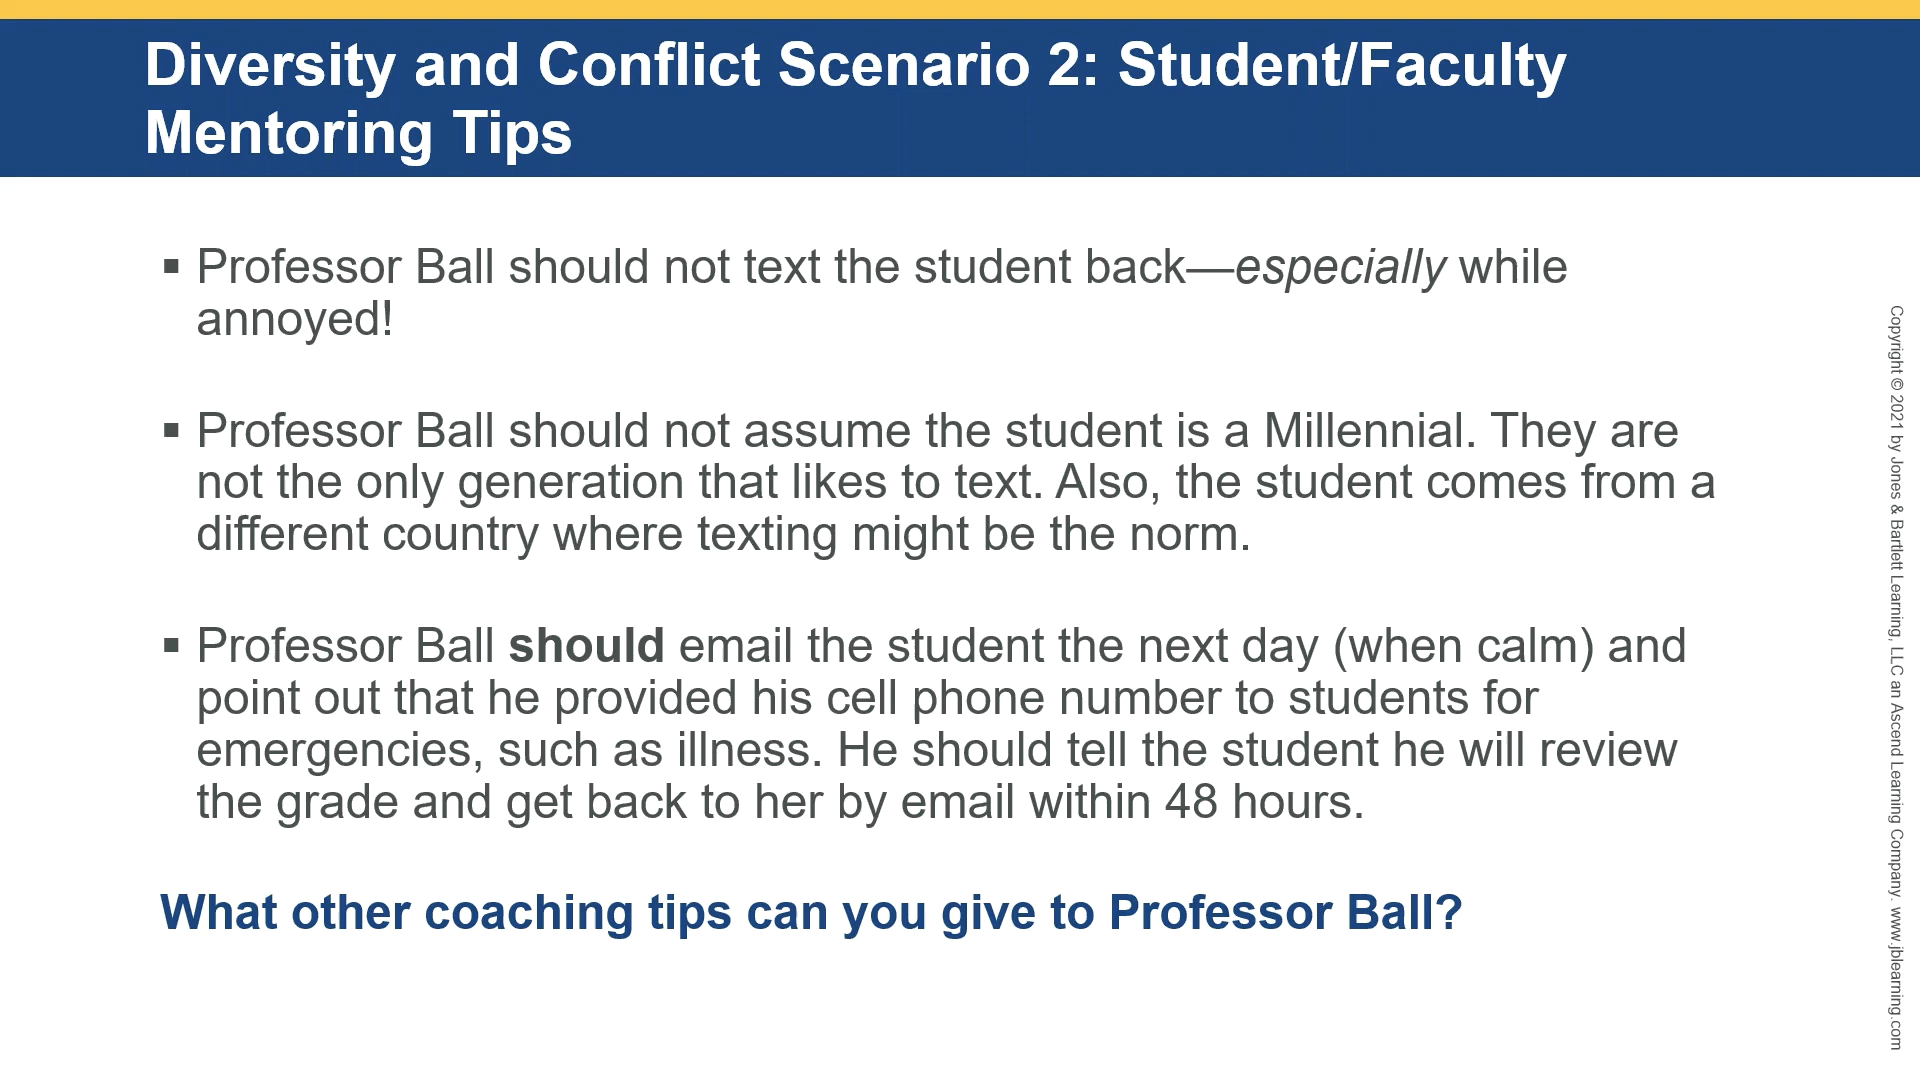 Diversity and Conflict Scenario 2: Student/Faculty
Mentoring Tips
▪ Professor Ball should not text the student back—especially while
annoyed!
▪ Professor Ball should not assume the student is a Millennial. They are
not the only generation that likes to text. Also, the student comes from a
different country where texting might be the norm.
▪ Professor Ball should email the student the next day (when calm) and
point out that he provided his cell phone number to students for
emergencies, such as illness. He should tell the student he will review
the grade and get back to her by email within 48 hours.
What other coaching tips can you give to Professor Ball?
Copyright © 2021 by Jones & Bartlett Learning, LLC an Ascend Learning Company. www.jblearning.com